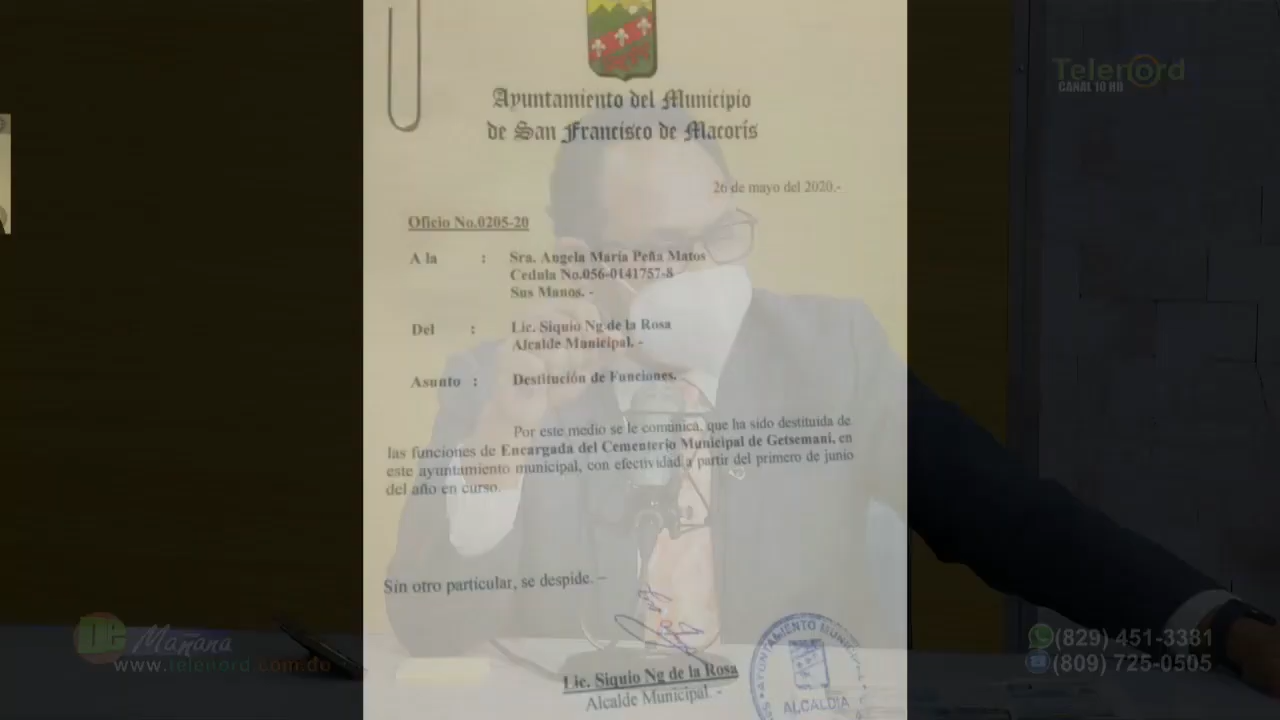 Telenord
CANAL 10 HD
Ayuntamiento del Municipio
de San Francisco de Macorís
26 de mayo del 2020.-
Oficio No.0205-20
A la : Sra. Angela María Peña Matos
Cedula No.056-0141757-8
Sus Manos. -
Del : Lic. Siquio Ng de la Rosa
Alcalde Municipal. -
Asunto : Destitución de Funciones.
Por este medio se le comunica, que ha sido destituida de
las funciones de Encargada del Cementerio Municipal de Getsemaní, en
este ayuntamiento municipal, con efectividad a partir del primero de junio
del año en curso.
Sin otro particular, se despide. –
Lic. Siquio Ng de la Rosa
Alcalde Municipal. -
AYUNTAMIENTO MUNICIPAL
ALCALDIA
DE Mañana
www.telenord.com.do
(829) 451-3381
(809) 725-0505